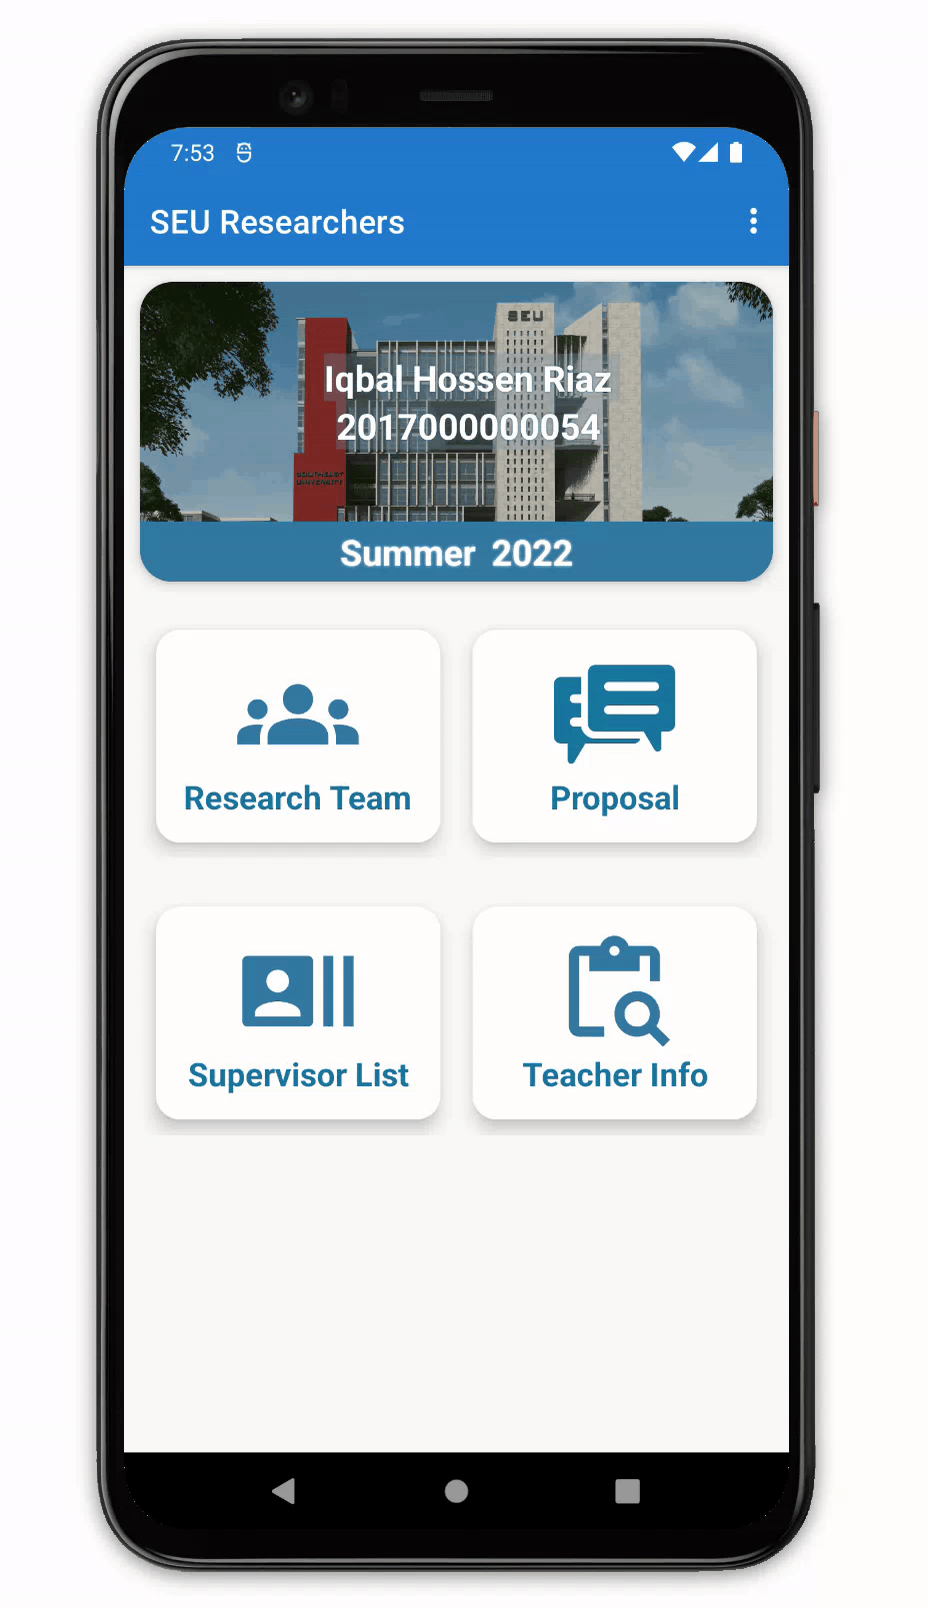 7:53
SEU Researchers
SEU
Iqbal Hossen Riaz
2017000000054
SOUTHEAST
UNIVERSITY
Summer 2022
Research Team
Proposal
Supervisor List
Teacher Info